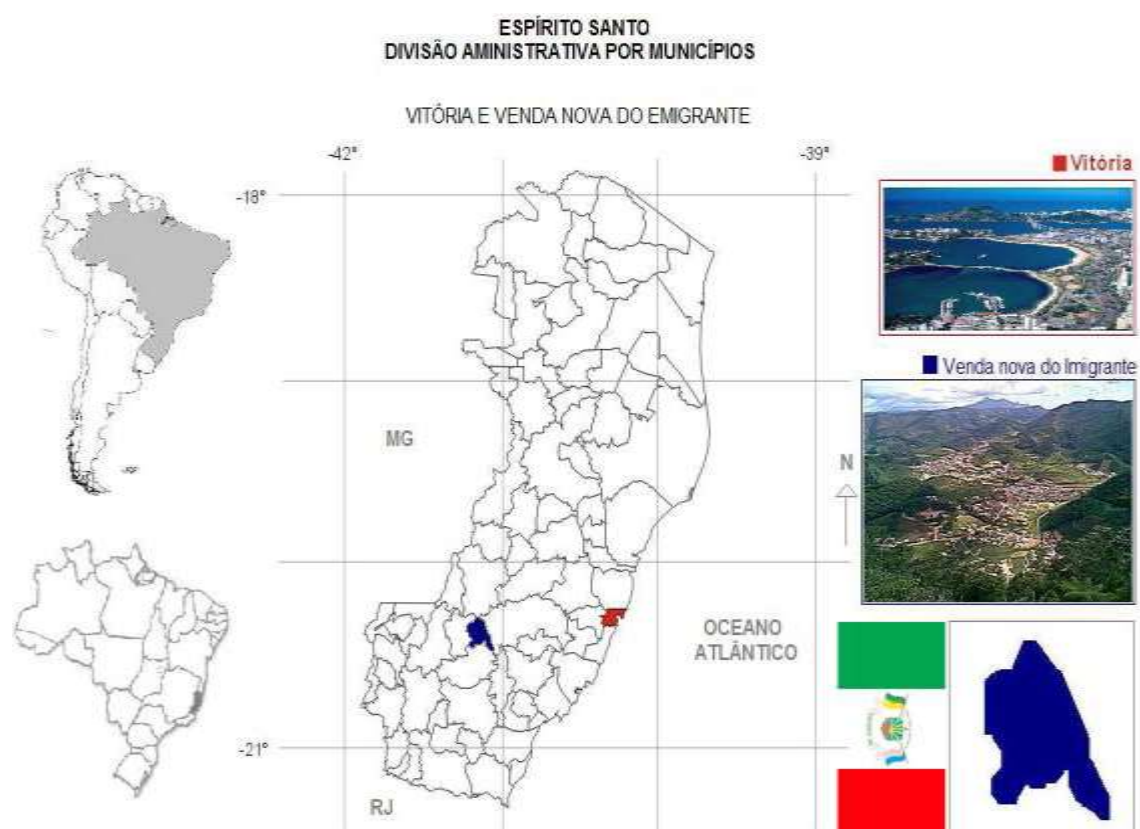 ESPÍRITO SANTO
DIVISÃO AMINISTRATIVA POR MUNICÍPIOS
VITÓRIA E VENDA NOVA DO EMIGRANTE
-42°
-39°
Vitória
-18°
Venda nova do Imigrante
MG
N
OCEANO
ATLÂNTICO
-21°
RJ